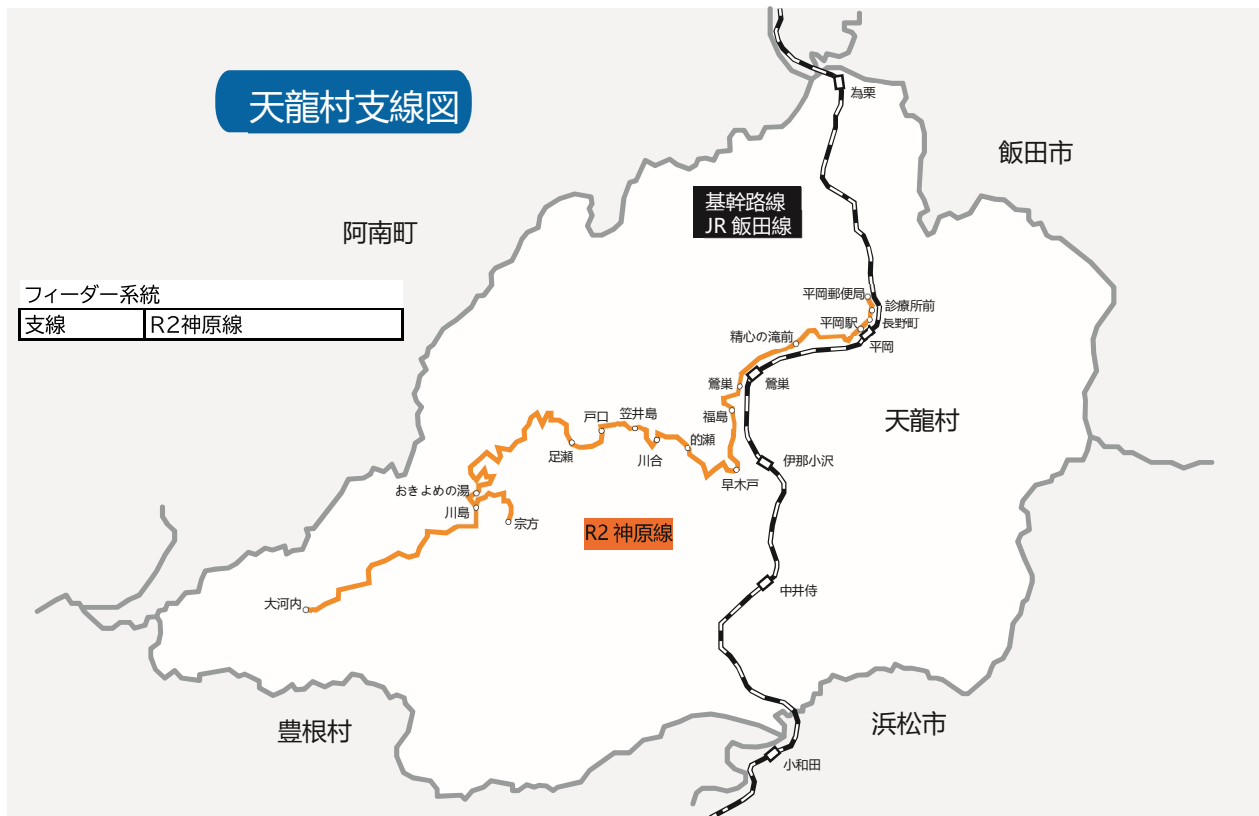 天龍村支線図
為栗
飯田市
基幹路線
JR 飯田線
阿南町
フィーダー系統
支線 R2神原線
平岡郵便局
診療所前
平岡駅
長野町
精心の滝前
平岡
鶯巣
鶯巣
福島
天龍村
戸口
笠井島
的瀬
足瀬
川合
伊那小沢
早木戸
おきよめの湯
川島
宗方
R2 神原線
大河内
中井侍
豊根村
浜松市
小和田